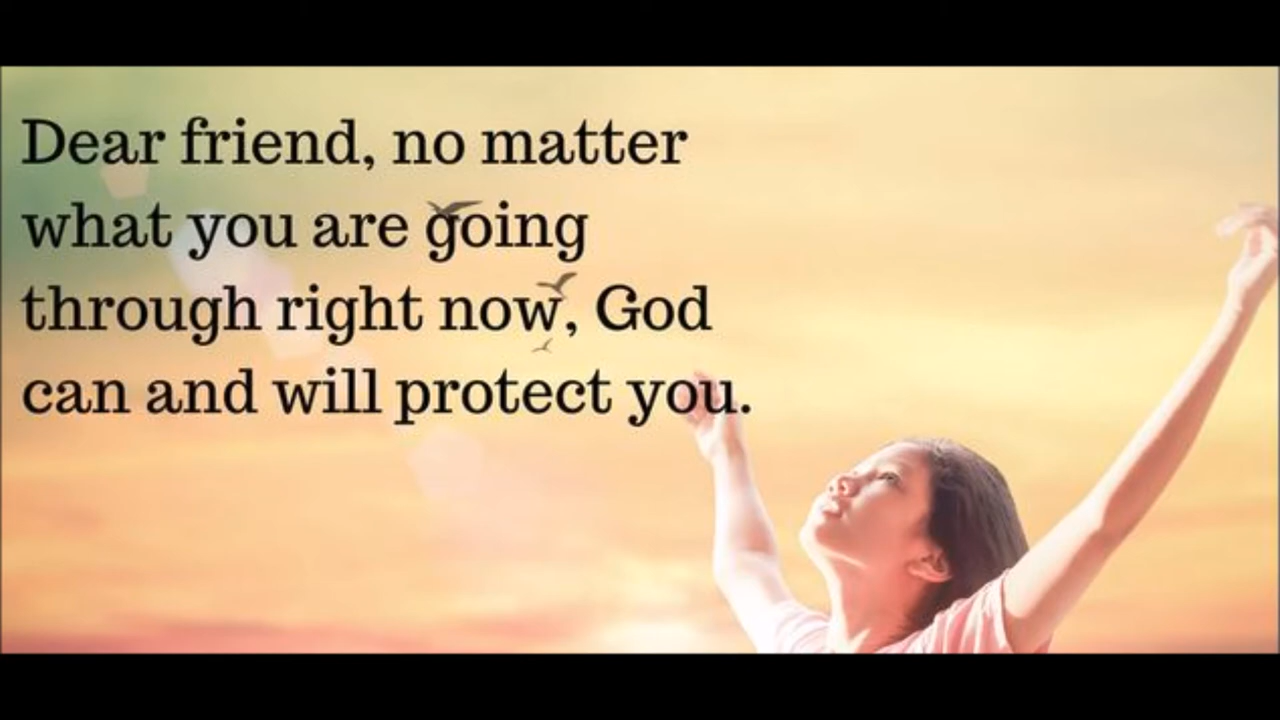 Dear friend, no matter
what you are going
through right now, God
can and will protect you.